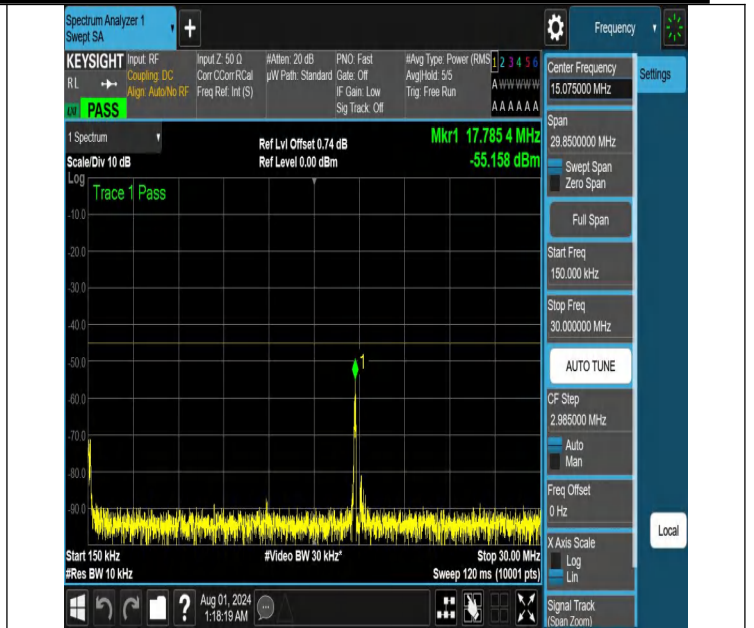 Spectrum Analyzer 1
Swept SA
+
Frequency
KEYSIGHT
RL
PASS
Input: RF
Coupling: DC
Align: Auto/No RF
Input Z: 50 Ω
Corr CCorr RCal
Freq Ref: Int (S)
#Atten: 20 dB
µW Path: Standard
PNO: Fast
Gate: Off
IF Gain: Low
Sig Track: Off
#Avg Type: Power (RMS
Avg|Hold: 5/5
Trig: Free Run
1 2 3 4 5 6
A W W W W W
A A A A A A
1 Spectrum
Scale/Div 10 dB
Log
Ref Lvl Offset 0.74 dB
Ref Level 0.00 dBm
Mkr1 17.785 4 MHz
-55.158 dBm
Trace 1 Pass
-10.0
-20.0
-30.0
-40.0
-50.0
-60.0
-70.0
-80.0
-90.0
1
Start 150 kHz
#Res BW 10 kHz
#Video BW 30 kHz*
Stop 30.00 MHz
Sweep 120 ms (10001 pts)
Center Frequency
15.075000 MHz
Settings
Span
29.8500000 MHz
Swept Span
Zero Span
Full Span
Start Freq
150.000 kHz
Stop Freq
30.000000 MHz
AUTO TUNE
CF Step
2.985000 MHz
Auto
Man
Freq Offset
0 Hz
X Axis Scale
Log
Lin
Local
Signal Track
(Span Zoom)
?
Aug 01, 2024
1:18:19 AM